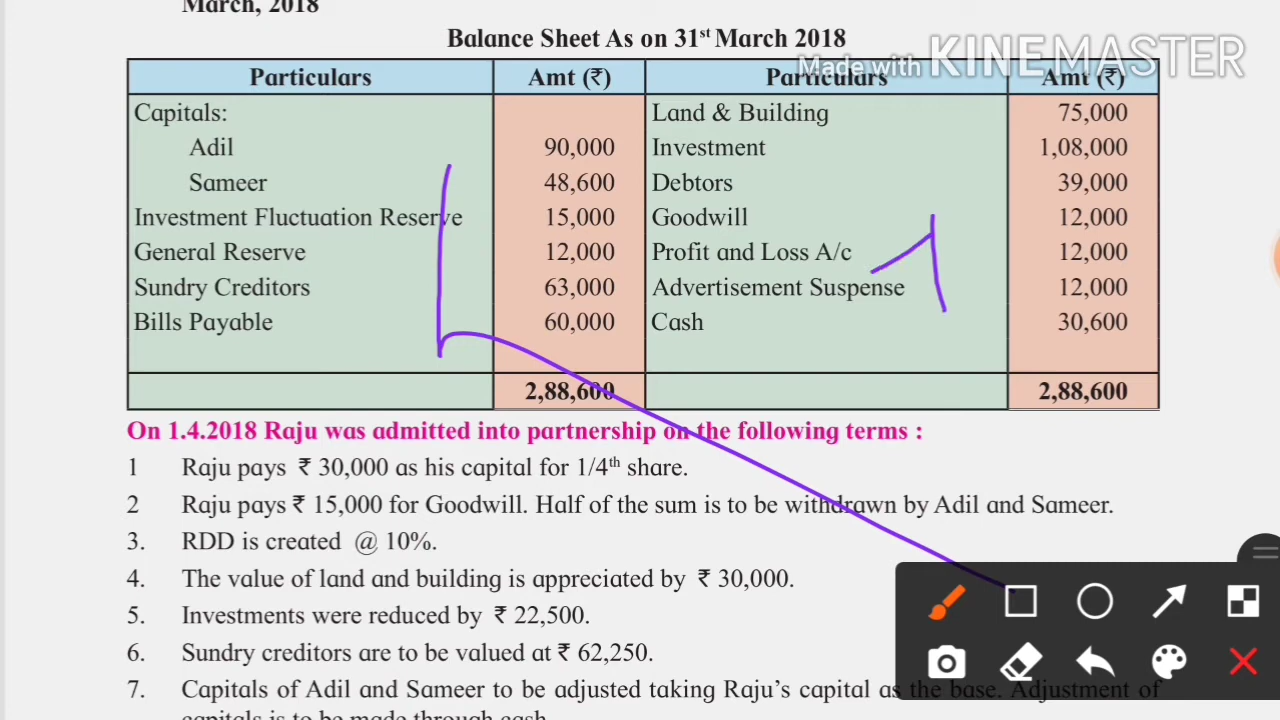 March, 2018
Balance Sheet As on 31st March 2018
Made with KINEMASTER
Particulars Amt (₹) Particulars Amt (₹)
Capitals: Land & Building 75,000
Adil 90,000 Investment 1,08,000
Sameer 48,600 Debtors 39,000
Investment Fluctuation Reserve 15,000 Goodwill 12,000
General Reserve 12,000 Profit and Loss A/c 12,000
Sundry Creditors 63,000 Advertisement Suspense 12,000
Bills Payable 60,000 Cash 30,600
2,88,600 2,88,600
On 1.4.2018 Raju was admitted into partnership on the following terms :
1 Raju pays ₹ 30,000 as his capital for 1/4th share.
2 Raju pays ₹ 15,000 for Goodwill. Half of the sum is to be withdrawn by Adil and Sameer.
3. RDD is created @ 10%.
4. The value of land and building is appreciated by ₹ 30,000.
5. Investments were reduced by ₹ 22,500.
6. Sundry creditors are to be valued at ₹ 62,250.
7. Capitals of Adil and Sameer to be adjusted taking Raju's capital as the base. Adjustment of
capitals is to be made through cash.